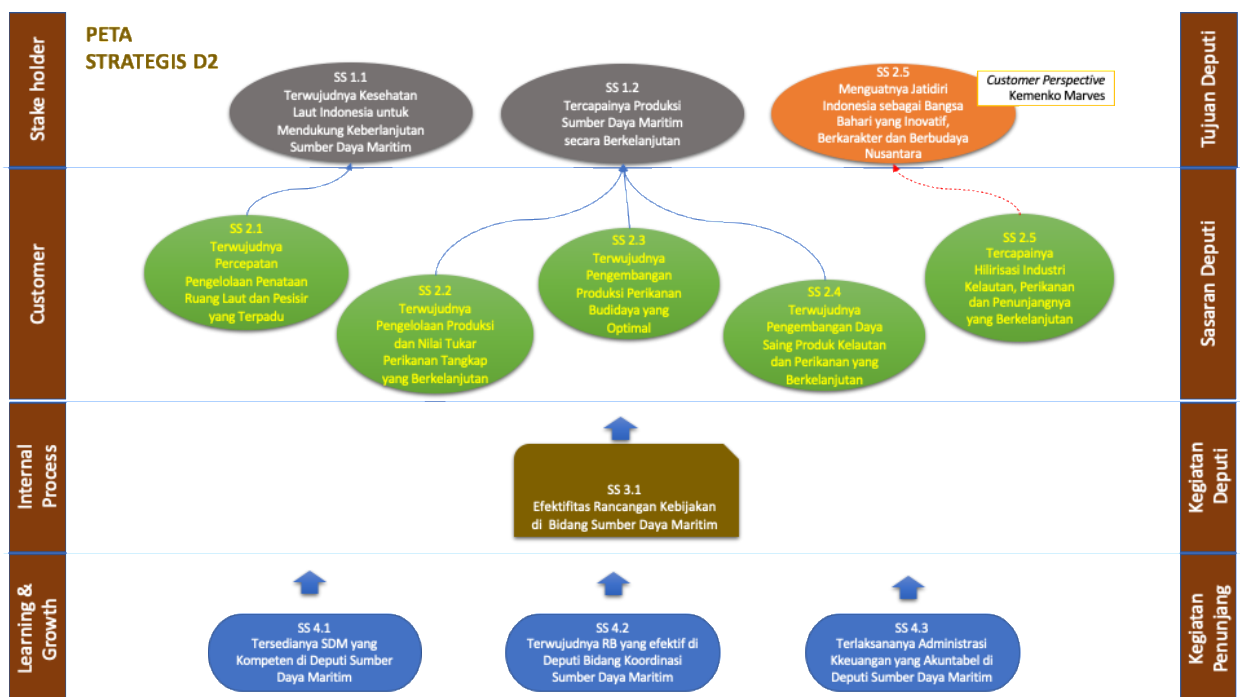 PETA
STRATEGIS D2
Stake holder
SS 1.1
Terwujudnya Kesehatan
Laut Indonesia untuk
Mendukung Keberlanjutan
Sumber Daya Maritim
SS 1.2
Tercapainya Produksi
Sumber Daya Maritim
secara Berkelanjutan
SS 2.5
Menguatnya Jatidiri
Indonesia sebagai Bangsa
Bahari yang Inovatif,
Berkarakter dan Berbudaya
Nusantara
Customer Perspective
Kemenko Marves
Tujuan Deputi
Customer
SS 2.1
Terwujudnya
Percepatan
Pengelolaan Penataan
Ruang Laut dan Pesisir
yang Terpadu
SS 2.2
Terwujudnya
Pengelolaan Produksi
dan Nilai Tukar
Perikanan Tangkap
yang Berkelanjutan
SS 2.3
Terwujudnya
Pengembangan
Produksi Perikanan
Budidaya yang
Optimal
SS 2.4
Terwujudnya
Pengembangan Daya
Saing Produk Kelautan
dan Perikanan yang
Berkelanjutan
SS 2.5
Tercapainya
Hilirisasi Industri
Kelautan, Perikanan
dan Penunjangnya
yang Berkelanjutan
Sasaran Deputi
Internal
Process
SS 3.1
Efektifitas Rancangan Kebijakan
di Bidang Sumber Daya Maritim
Kegiatan
Deputi
Learning &
Growth
SS 4.1
Tersedianya SDM yang
Kompeten di Deputi Sumber
Daya Maritim
SS 4.2
Terwujudnya RB yang efektif di
Deputi Bidang Koordinasi
Sumber Daya Maritim
SS 4.3
Terlaksananya Administrasi
Kkeuangan yang Akuntabel di
Deputi Sumber Daya Maritim
Kegiatan
Penunjang